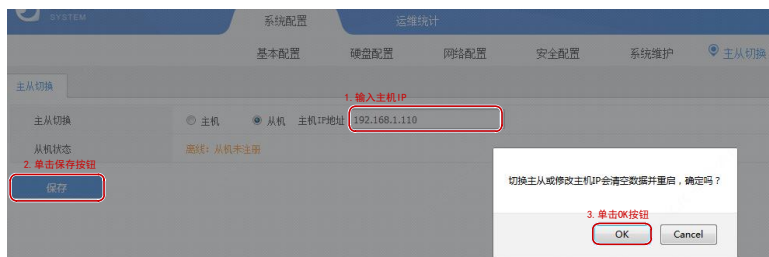 SYSTEM
系统配置 运维统计
基本配置 硬盘配置 网络配置 安全配置 系统维护 主从切换
主从切换
1. 输入主机IP
主从切换 主机 从机 主机IP地址 192.168.1.110
从机状态 离线：从机未注册
2. 单击保存按钮
保存
切换主从或修改主机IP会清空数据并重启，确定吗？
3. 单击OK按钮
OK Cancel